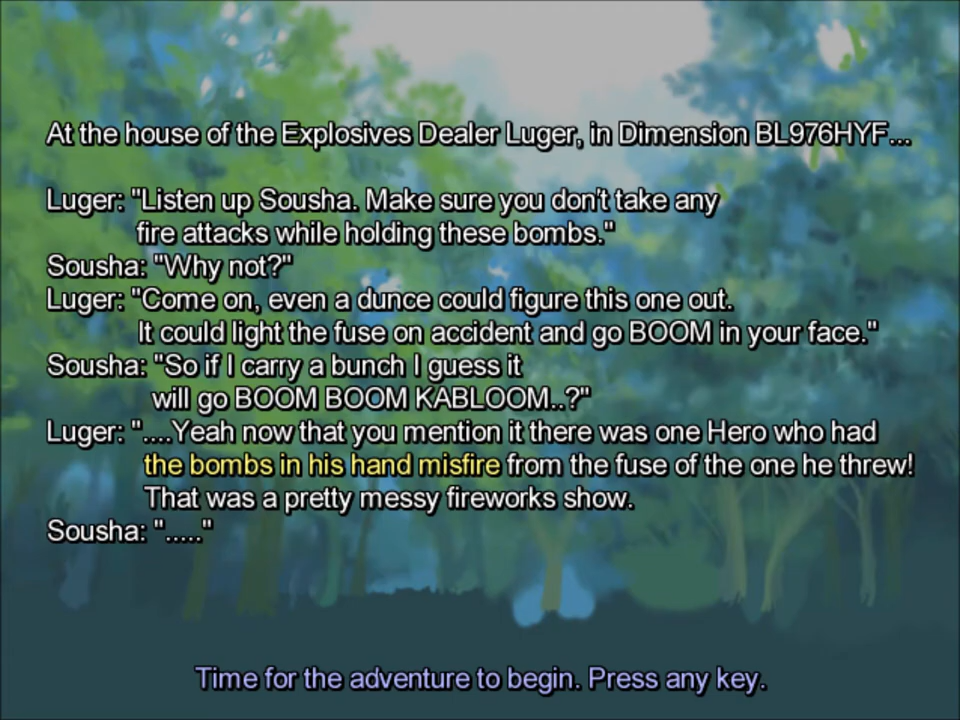 At the house of the Explosives Dealer Luger, in Dimension BL976HYF...
Luger: "Listen up Sousha. Make sure you don't take any
fire attacks while holding these bombs."
Sousha: "Why not?"
Luger: "Come on, even a dunce could figure this one out.
It could light the fuse on accident and go BOOM in your face."
Sousha: "So if I carry a bunch I guess it
will go BOOM BOOM KABLOOM..?"
Luger: "....Yeah now that you mention it there was one Hero who had
the bombs in his hand misfire from the fuse of the one he threw!
That was a pretty messy fireworks show.
Sousha: "....."
Time for the adventure to begin. Press any key.